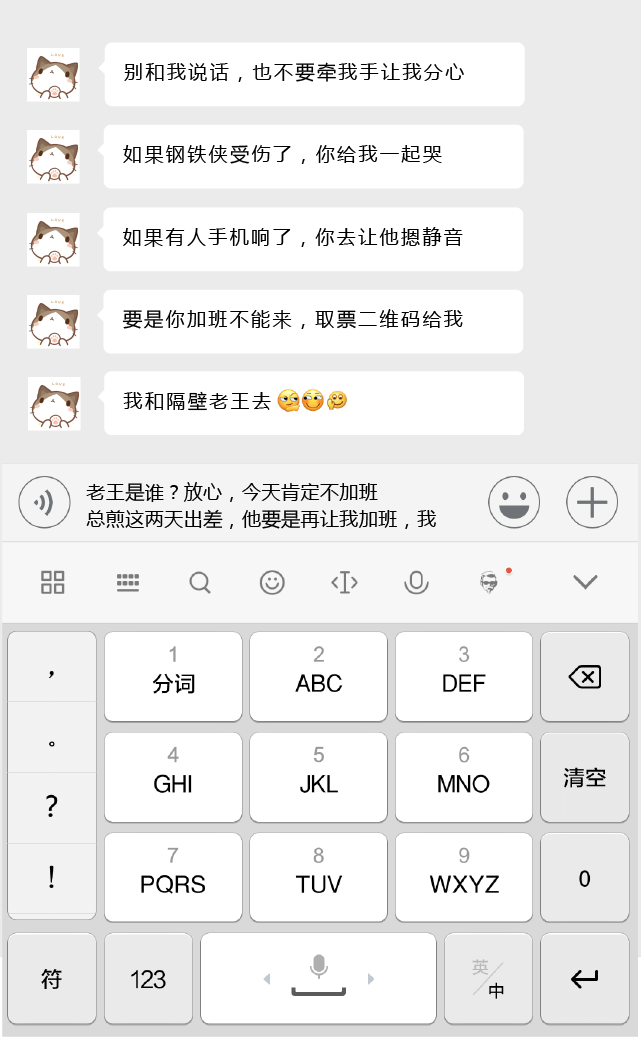 别和我说话，也不要牵我手让我分心
如果钢铁侠受伤了，你给我一起哭
如果有人手机响了，你去让他摁静音
要是你加班不能来，取票二维码给我
我和隔壁老王去
老王是谁？放心，今天肯定不加班
总煎这两天出差，他要是再让我加班，我
，
1
分词
2
ABC
3
DEF
。
4
GHI
5
JKL
6
MNO
清空
？
！
7
PQRS
8
TUV
9
WXYZ
0
符
123
英/中